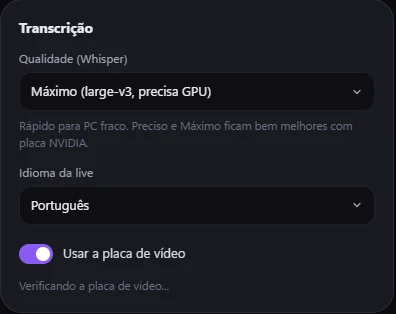 Transcrição
Qualidade (Whisper)
Máximo (large-v3, precisa GPU)
Rápido para PC fraco. Preciso e Máximo ficam bem melhores com
placa NVIDIA.
Idioma da live
Português
Usar a placa de vídeo
Verificando a placa de vídeo...